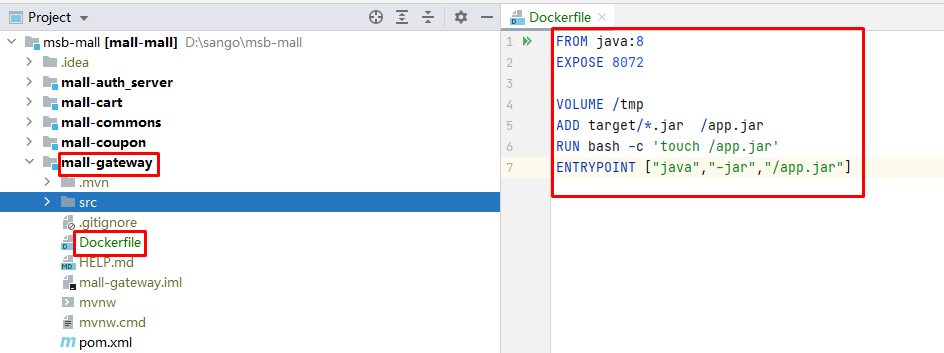 Project
msb-mall [mall-mall] D:\sango\msb-mall
.idea
mall-auth_server
mall-cart
mall-commons
mall-coupon
mall-gateway
.mvn
src
.gitignore
Dockerfile
HELP.md
mall-gateway.iml
mvnw
mvnw.cmd
pom.xml
Dockerfile
1 FROM java:8
2 EXPOSE 8072
3
4 VOLUME /tmp
5 ADD target/*.jar  /app.jar
6 RUN bash -c 'touch /app.jar'
7 ENTRYPOINT ["java","-jar","/app.jar"]